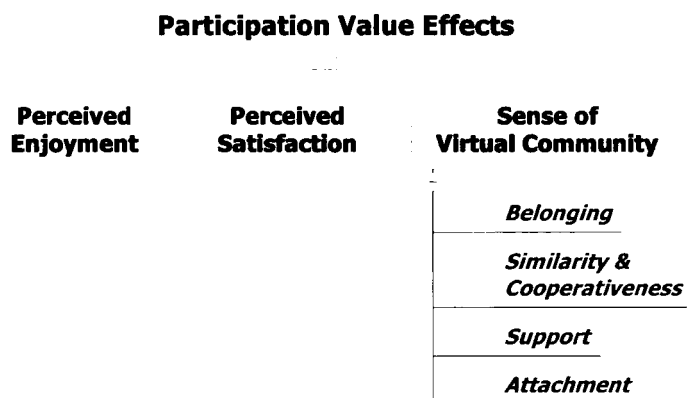 Participation Value Effects
Perceived Enjoyment
Perceived Satisfaction
Sense of Virtual Community
Belonging
Similarity &
Cooperativeness
Support
Attachment